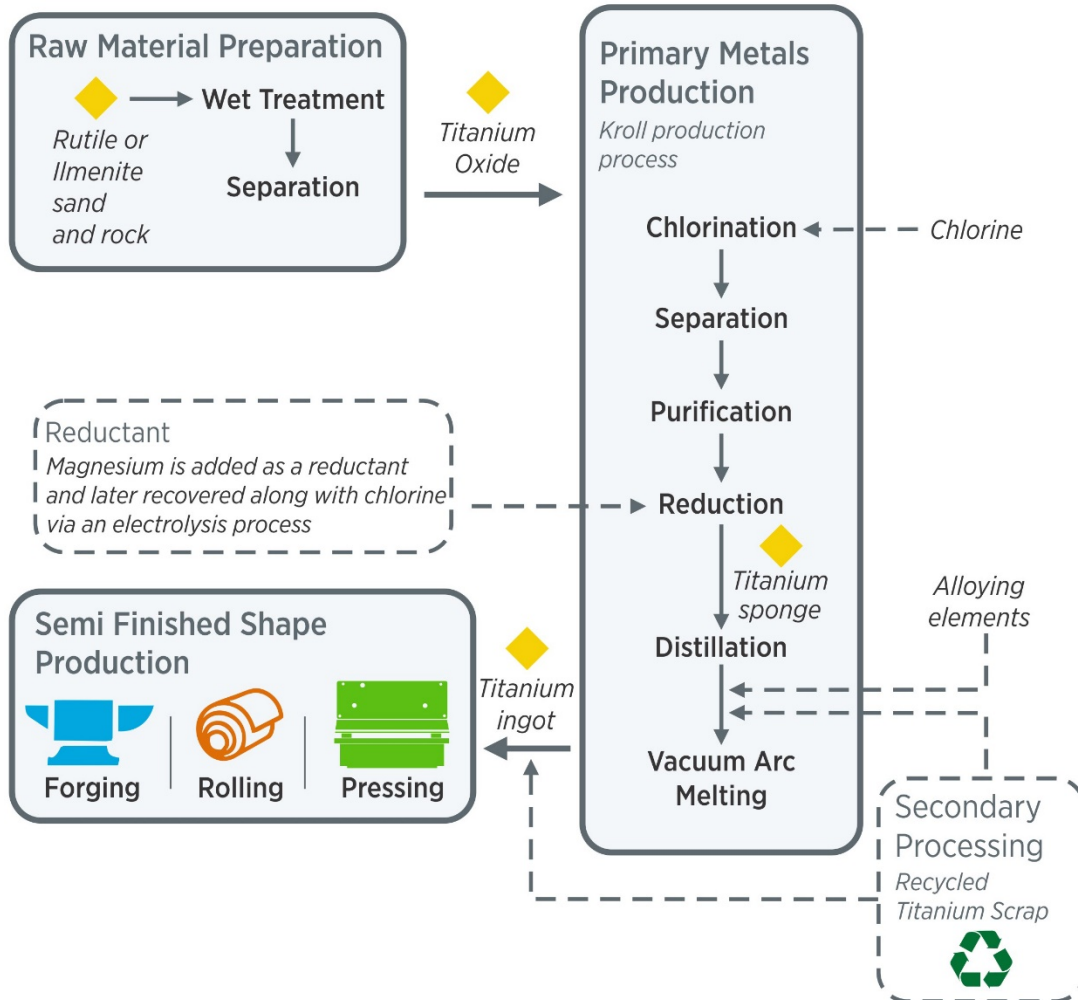 Raw Material Preparation
Rutile or
Ilmenite
sand
and rock
Wet Treatment
Separation
Titanium
Oxide
Primary Metals
Production
Kroll production
process
Chlorination
Chlorine
Separation
Purification
Reductant
Magnesium is added as a reductant
and later recovered along with chlorine
via an electrolysis process
Reduction
Titanium
sponge
Distillation
Alloying
elements
Vacuum Arc
Melting
Secondary
Processing
Recycled
Titanium Scrap
Titanium
ingot
Semi Finished Shape
Production
Forging
Rolling
Pressing